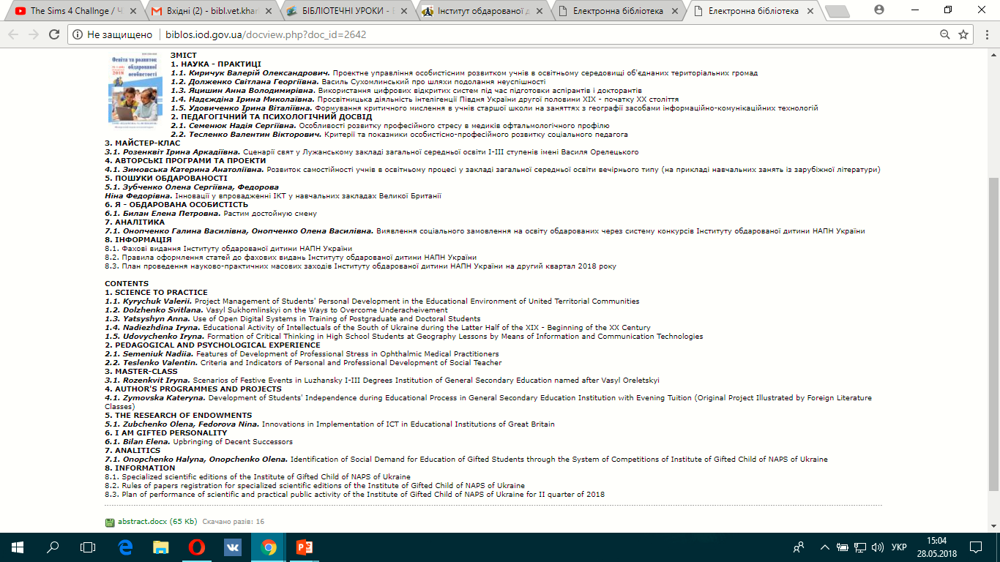 The Sims 4 Challnge / Ч
Вхідні (2) - bibl.vet.khar
БІБЛІОТЕЧНІ УРОКИ -
Інститут обдарованої д
Електронна бібліотека
Електронна бібліотека
Не защищено
biblos.iod.gov.ua/docview.php?doc_id=2642
Освіта та розвиток
обдарованої
особистості
2018
ЗМІСТ
1. НАУКА - ПРАКТИЦІ
1.1. Киричук Валерій Олександрович. Проектне управління особистісним розвитком учнів в освітньому середовищі об'єднаних територіальних громад
1.2. Долженко Світлана Георгіївна. Василь Сухомлинський про шляхи подолання неуспішності
1.3. Яцишин Анна Володимирівна. Використання цифрових відкритих систем під час підготовки аспірантів і докторантів
1.4. Надєждіна Ірина Миколаївна. Просвітницька діяльність інтелігенції Півдня України другої половини XIX - початку XX століття
1.5. Удовиченко Ірина Віталіївна. Формування критичного мислення в учнів старшої школи на заняттях з географії засобами інформаційно-комунікаційних технологій
2. ПЕДАГОГІЧНИЙ ТА ПСИХОЛОГІЧНИЙ ДОСВІД
2.1. Семенюк Надія Сергіївна. Особливості розвитку професійного стресу в медиків офтальмологічного профілю
2.2. Тесленко Валентин Вікторович. Критерії та показники особистісно-професійного розвитку соціального педагога
3. МАЙСТЕР-КЛАС
3.1. Розенквіт Ірина Аркадіївна. Сценарії свят у Лужанському закладі загальної середньої освіти І-ІІІ ступенів імені Василя Орелецького
4. АВТОРСЬКІ ПРОГРАМИ ТА ПРОЕКТИ
4.1. Зимовська Катерина Анатоліївна. Розвиток самостійності учнів в освітньому процесі у закладі загальної середньої освіти вечірнього типу (на прикладі навчальних занять із зарубіжної літератури)
5. ПОШУКИ ОБДАРОВАНОСТІ
5.1. Зубченко Олена Сергіївна, Федорова
Ніна Федорівна. Інновації у впровадженні ІКТ у навчальних закладах Великої Британії
6. Я - ОБДАРОВАНА ОСОБИСТІСТЬ
6.1. Билан Елена Петровна. Растим достойную смену
7. АНАЛІТИКА
7.1. Онопченко Галина Василівна, Онопченко Олена Василівна. Виявлення соціального замовлення на освіту обдарованих через систему конкурсів Інституту обдарованої дитини НАПН України
8. ІНФОРМАЦІЯ
8.1. Фахові видання Інституту обдарованої дитини НАПН України
8.2. Правила оформлення статей до фахових видань Інституту обдарованої дитини НАПН України
8.3. План проведення науково-практичних масових заходів Інституту обдарованої дитини НАПН України на другий квартал 2018 року
CONTENTS
1. SCIENCE TO PRACTICE
1.1. Kyrychuk Valerii. Project Management of Students' Personal Development in the Educational Environment of United Territorial Communities
1.2. Dolzhenko Svitlana. Vasyl Sukhomlinskyi on the Ways to Overcome Underacheivement
1.3. Yatsyshyn Anna. Use of Open Digital Systems in Training of Postgraduate and Doctoral Students
1.4. Nadiezhdina Iryna. Educational Activity of Intellectuals of the South of Ukraine during the Latter Half of the XIX - Beginning of the XX Century
1.5. Udovychenko Iryna. Formation of Critical Thinking in High School Students at Geography Lessons by Means of Information and Communication Technologies
2. PEDAGOGICAL AND PSYCHOLOGICAL EXPERIENCE
2.1. Semeniuk Nadiia. Features of Development of Professional Stress in Ophthalmic Medical Practitioners
2.2. Teslenko Valentin. Criteria and Indicators of Personal and Professional Development of Social Teacher
3. MASTER-CLASS
3.1. Rozenkvit Iryna. Scenarios of Festive Events in Luzhansky I-III Degrees Institution of General Secondary Education named after Vasyl Oreletskyi
4. AUTHOR'S PROGRAMMES AND PROJECTS
4.1. Zymovska Kateryna. Development of Students' Independence during Educational Process in General Secondary Education Institution with Evening Tuition (Original Project Illustrated by Foreign Literature
Classes)
5. THE RESEARCH OF ENDOWMENTS
5.1. Zubchenko Olena, Fedorova Nina. Innovations in Implementation of ICT in Educational Institutions of Great Britain
6. I AM GIFTED PERSONALITY
6.1. Bilan Elena. Upbringing of Decent Successors
7. ANALITICS
7.1. Onopchenko Halyna, Onopchenko Olena. Identification of Social Demand for Education of Gifted Students through the System of Competitions of Institute of Gifted Child of NAPS of Ukraine
8. INFORMATION
8.1. Specialized scientific editions of the Institute of Gifted Child of NAPS of Ukraine
8.2. Rules of papers registration for specialized scientific editions of the Institute of Gifted Child of NAPS of Ukraine
8.3. Plan of performance of scientific and practical public activity of the Institute of Gifted Child of NAPS of Ukraine for II quarter of 2018
abstract.docx (65 Kb) Скачано разів: 16
УКР
15:04
28.05.2018